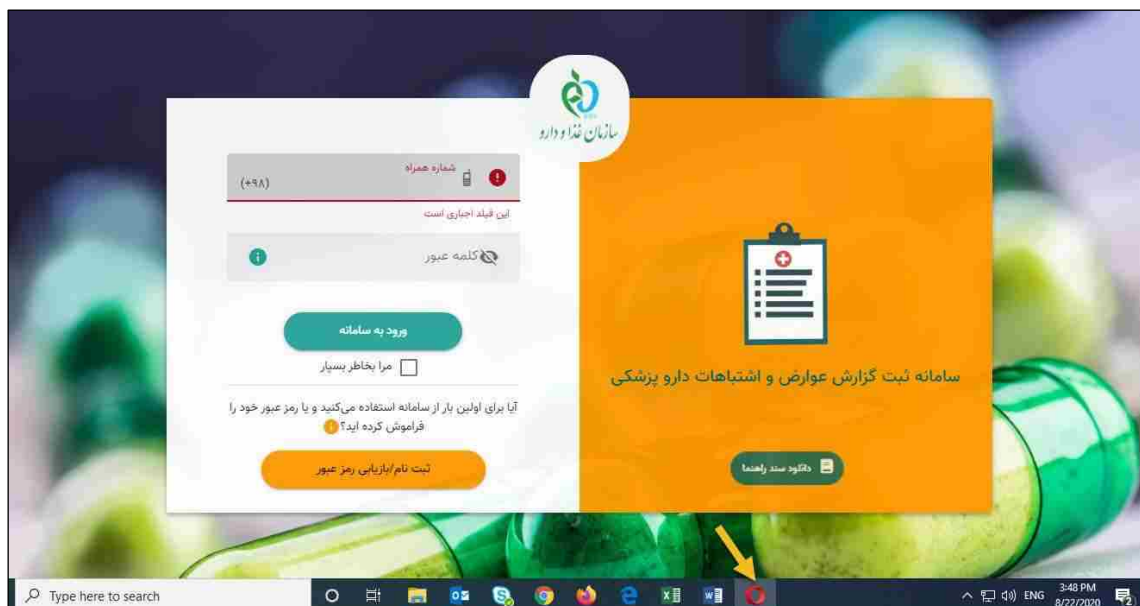 سازمان غذا و دارو
شماره همراه
(+۹۸)
این فیلد اجباری است
کلمه عبور
ورود به سامانه
مرا بخاطر بسپار
آیا برای اولین بار از سامانه استفاده می‌کنید و یا رمز عبور خود را
فراموش کرده اید؟
ثبت نام/بازیابی رمز عبور
سامانه ثبت گزارش عوارض و اشتباهات دارو پزشکی
دانلود سند راهنما
Type here to search
ENG
3:48 PM
8/22/2020